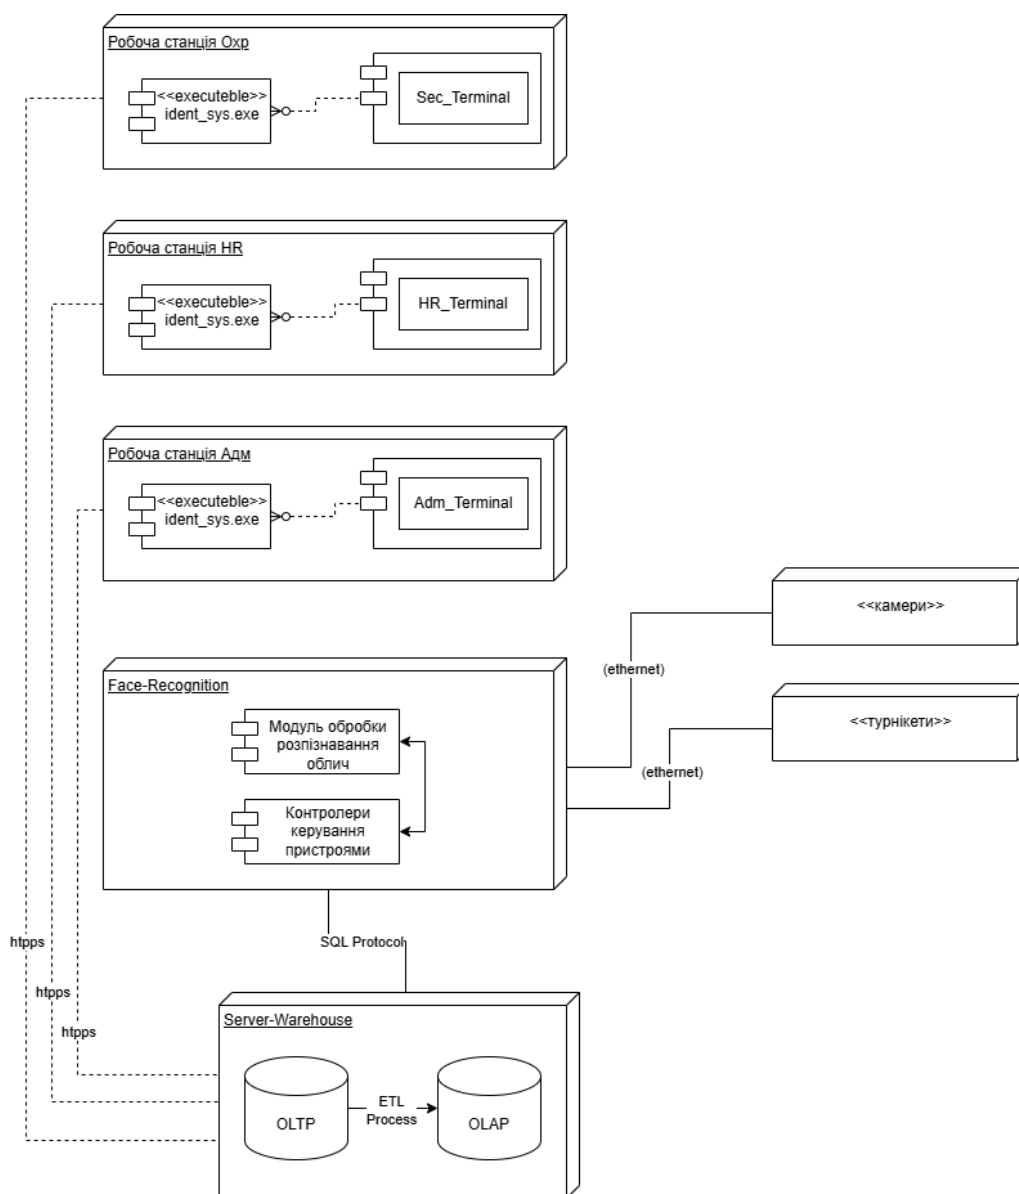 Робоча станція Охр
<<executeble>>
ident_sys.exe
Sec_Terminal
Робоча станція HR
<<executeble>>
ident_sys.exe
HR_Terminal
Робоча станція Адм
<<executeble>>
ident_sys.exe
Adm_Terminal
<<камери>>
(ethernet)
Face-Recognition
<<турнікети>>
Модуль обробки
розпізнавання
облич
(ethernet)
Контролери
керування
пристроями
htpps
SQL Protocol
htpps
Server-Warehouse
htpps
OLTP
ETL
Process
OLAP